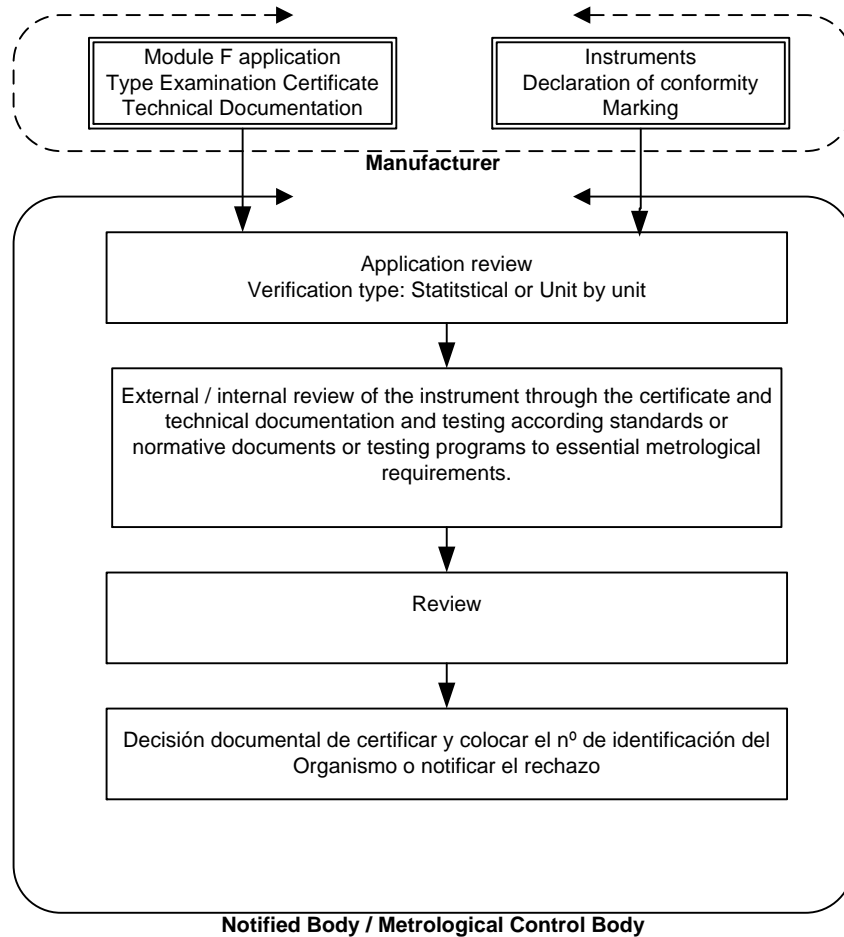 Module F application
Type Examination Certificate
Technical Documentation
Instruments
Declaration of conformity
Marking
Manufacturer
Application review
Verification type: Statitstical or Unit by unit
External / internal review of the instrument through the certificate and
technical documentation and testing according standards or
normative documents or testing programs to essential metrological
requirements.
Review
Decisión documental de certificar y colocar el nº de identificación del
Organismo o notificar el rechazo
Notified Body / Metrological Control Body